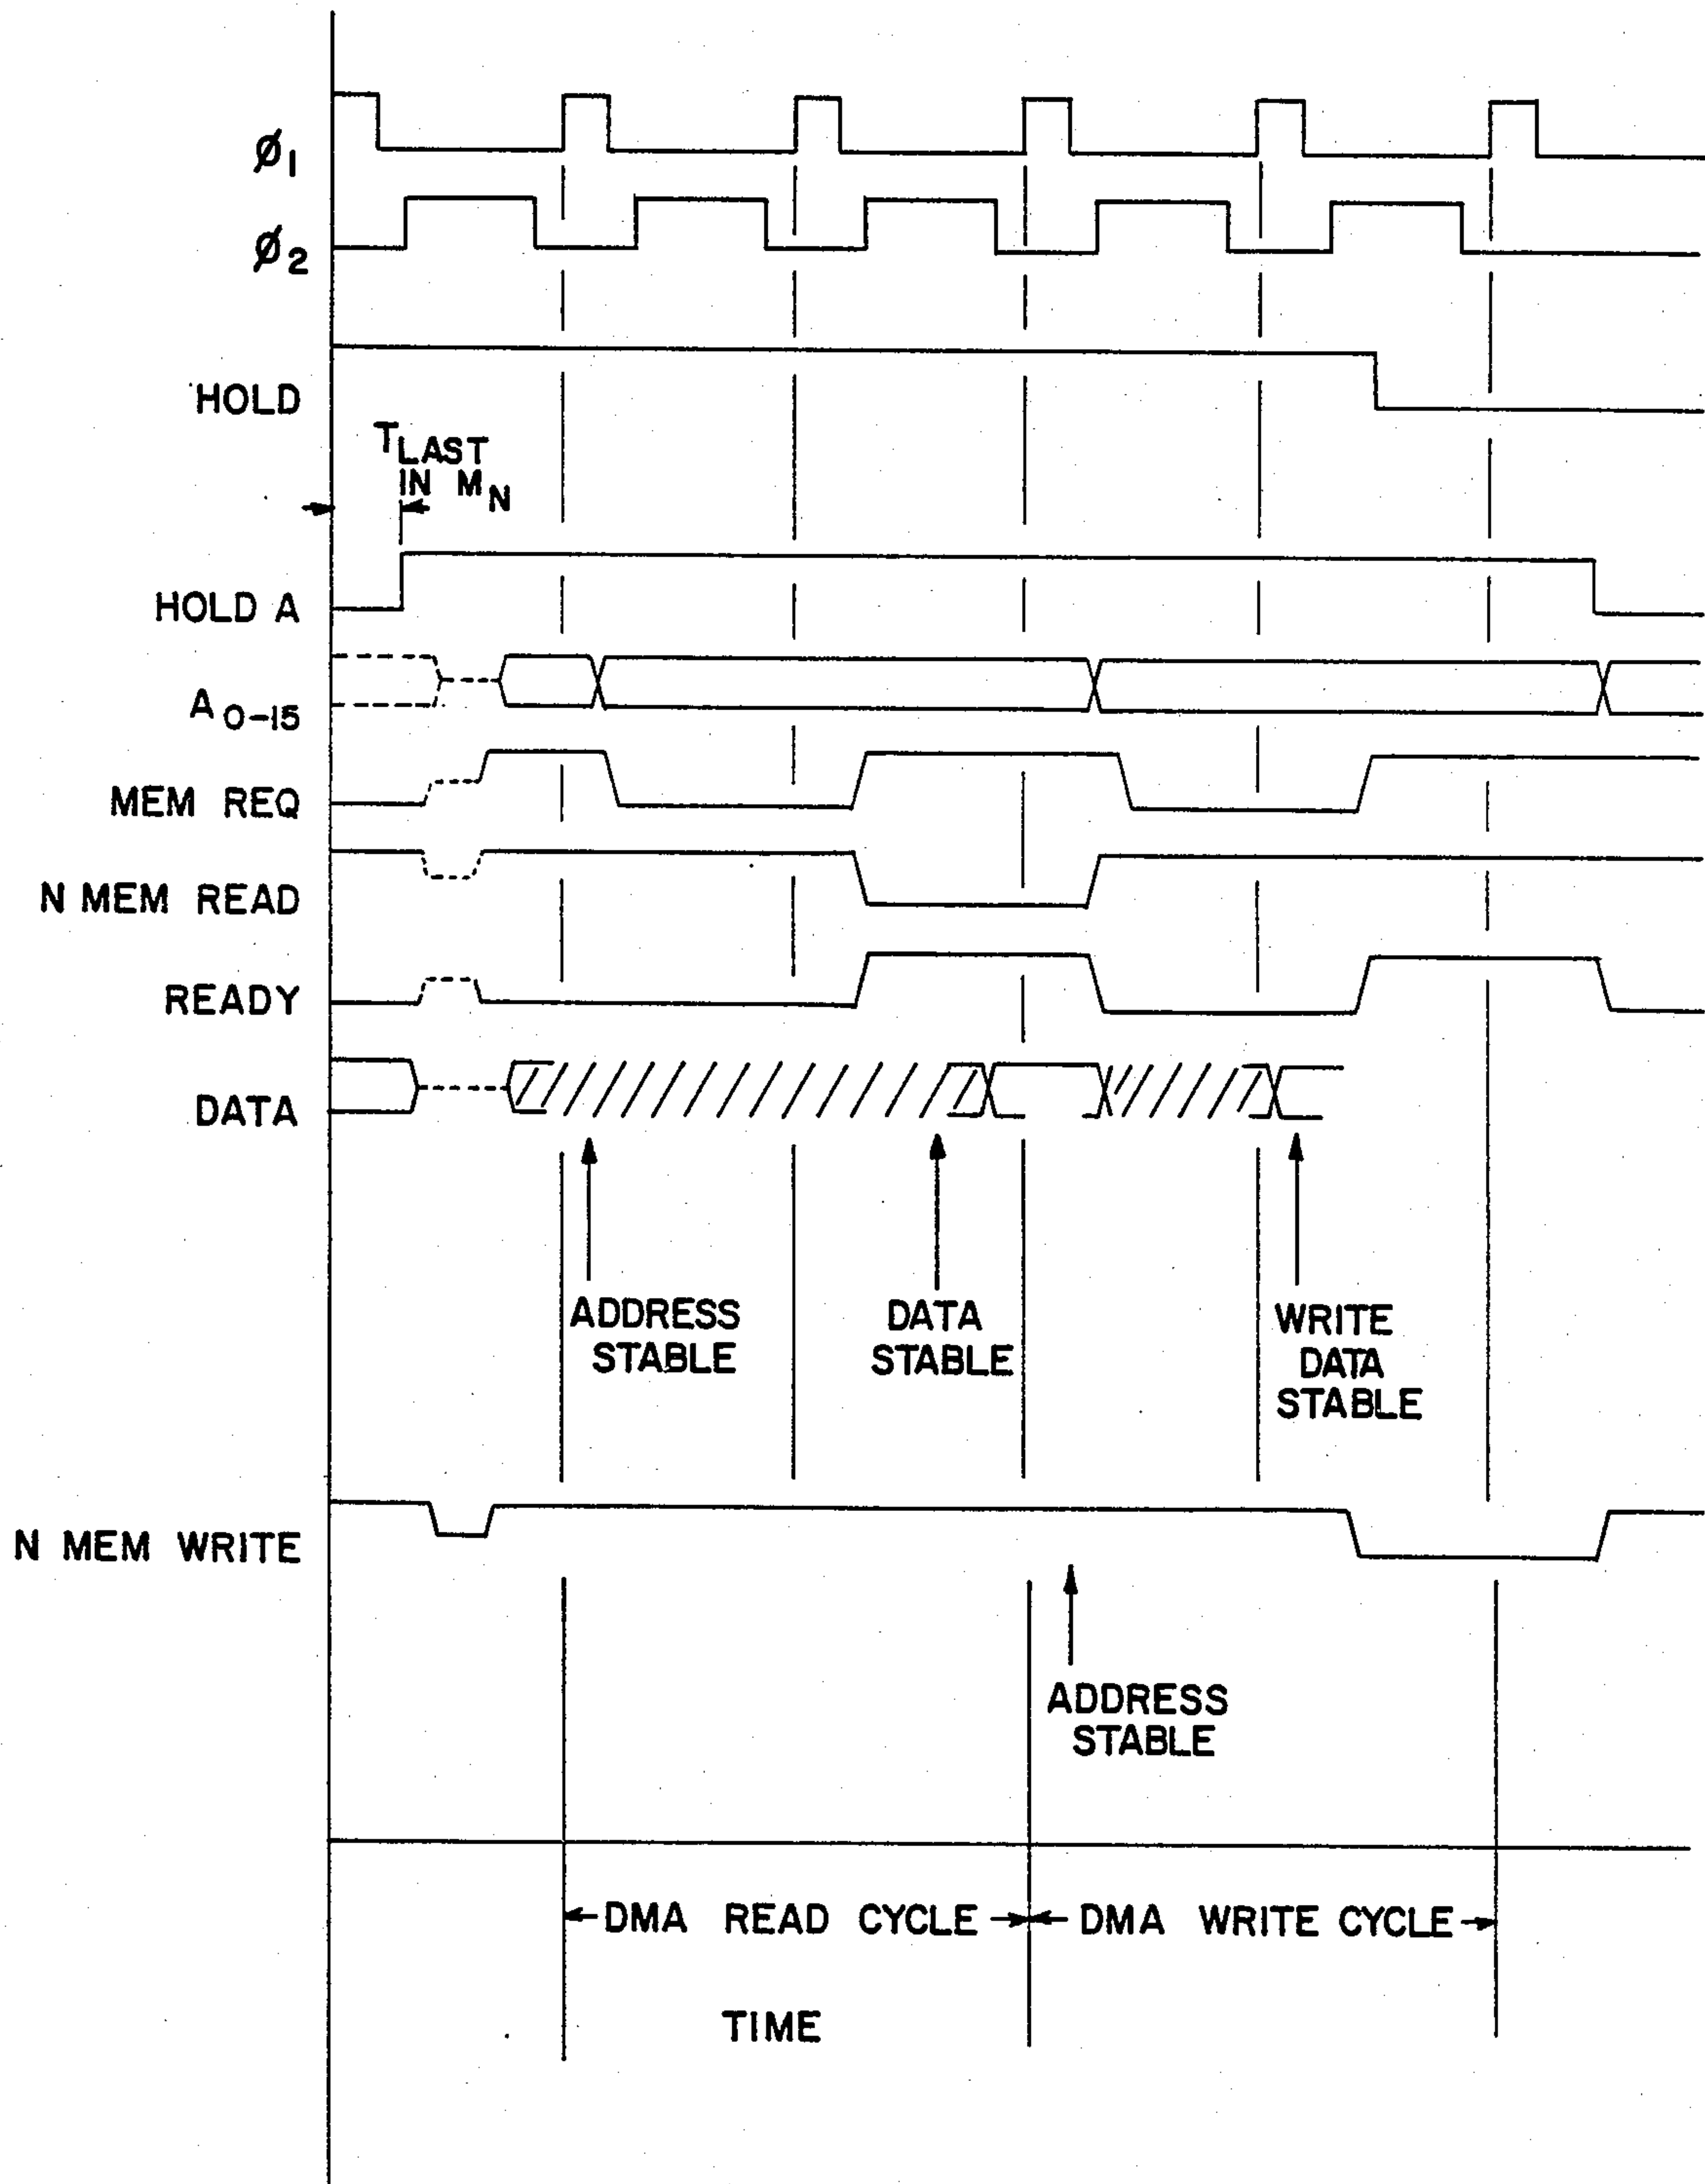 Ø1
Ø2
HOLD
TLAST
IN MN
HOLD A
A0-15
MEM REQ
N MEM READ
READY
DATA
ADDRESS
STABLE
DATA
STABLE
WRITE
DATA
STABLE
N MEM WRITE
ADDRESS
STABLE
DMA READ CYCLE
DMA WRITE CYCLE
TIME